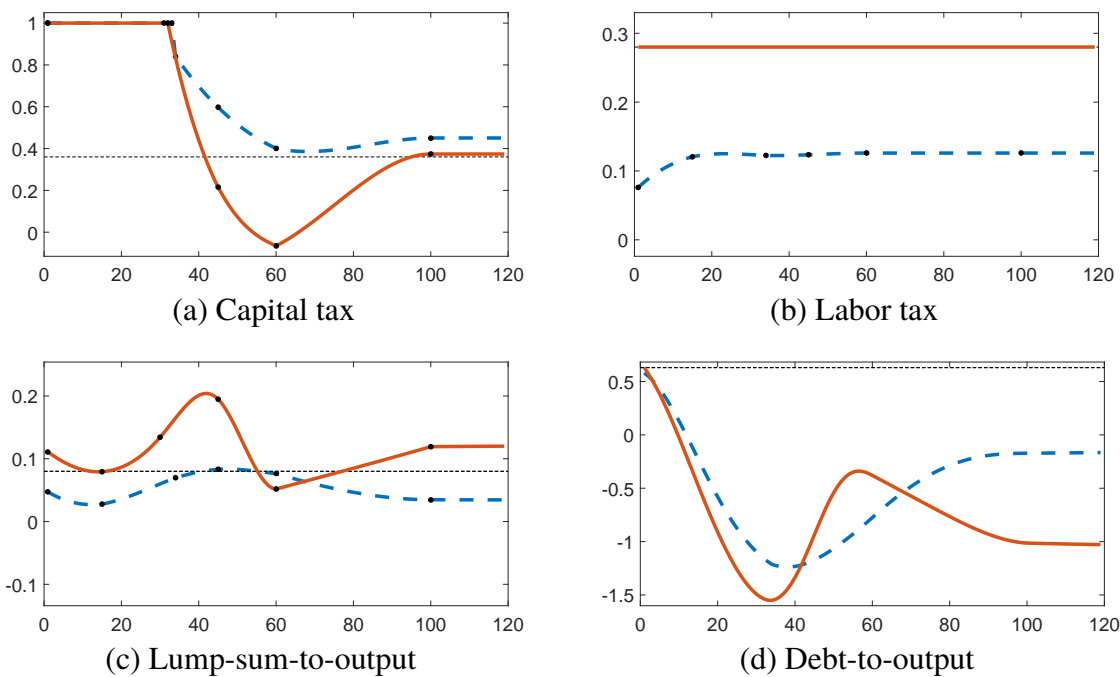 1
0.8
0.6
0.4
0.2
0
0 20 40 60 80 100 120
(a) Capital tax
0.3
0.2
0.1
0
0 20 40 60 80 100 120
(b) Labor tax
0.2
0.1
0
-0.1
0 20 40 60 80 100 120
(c) Lump-sum-to-output
0.5
0
-0.5
-1
-1.5
0 20 40 60 80 100 120
(d) Debt-to-output